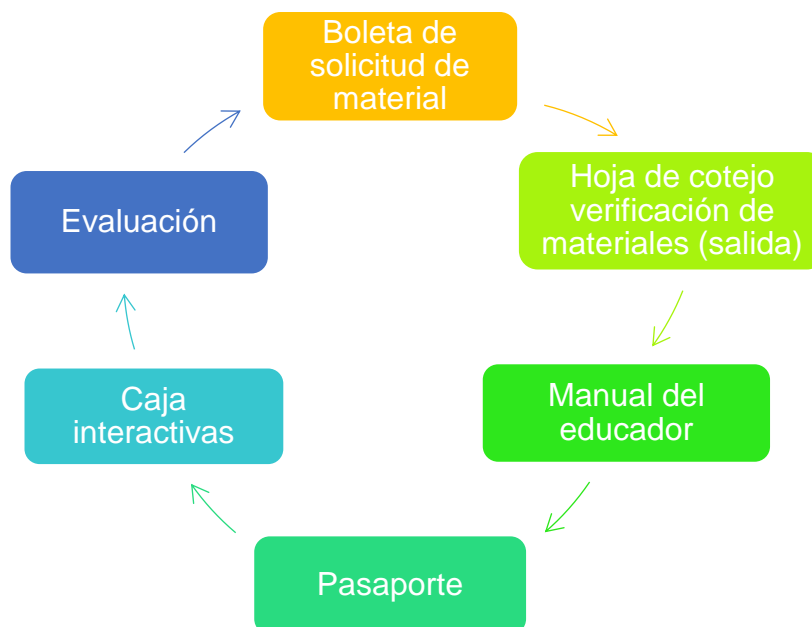 Boleta de
solicitud de
material
Hoja de cotejo
verificación de
materiales (salida)
Manual del
educador
Pasaporte
Caja
interactivas
Evaluación